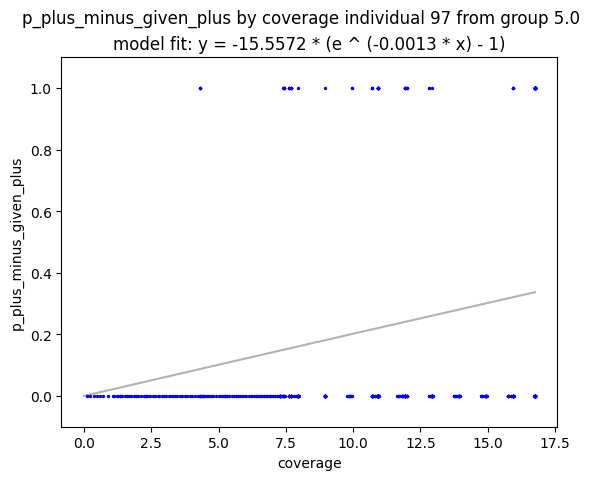 p_plus_minus_given_plus by coverage individual 97 from group 5.0
model fit: y = -15.5572 * (e ^ (-0.0013 * x) - 1)
p_plus_minus_given_plus
1.0
0.8
0.6
0.4
0.2
0.0
0.0 2.5 5.0 7.5 10.0 12.5 15.0 17.5
coverage